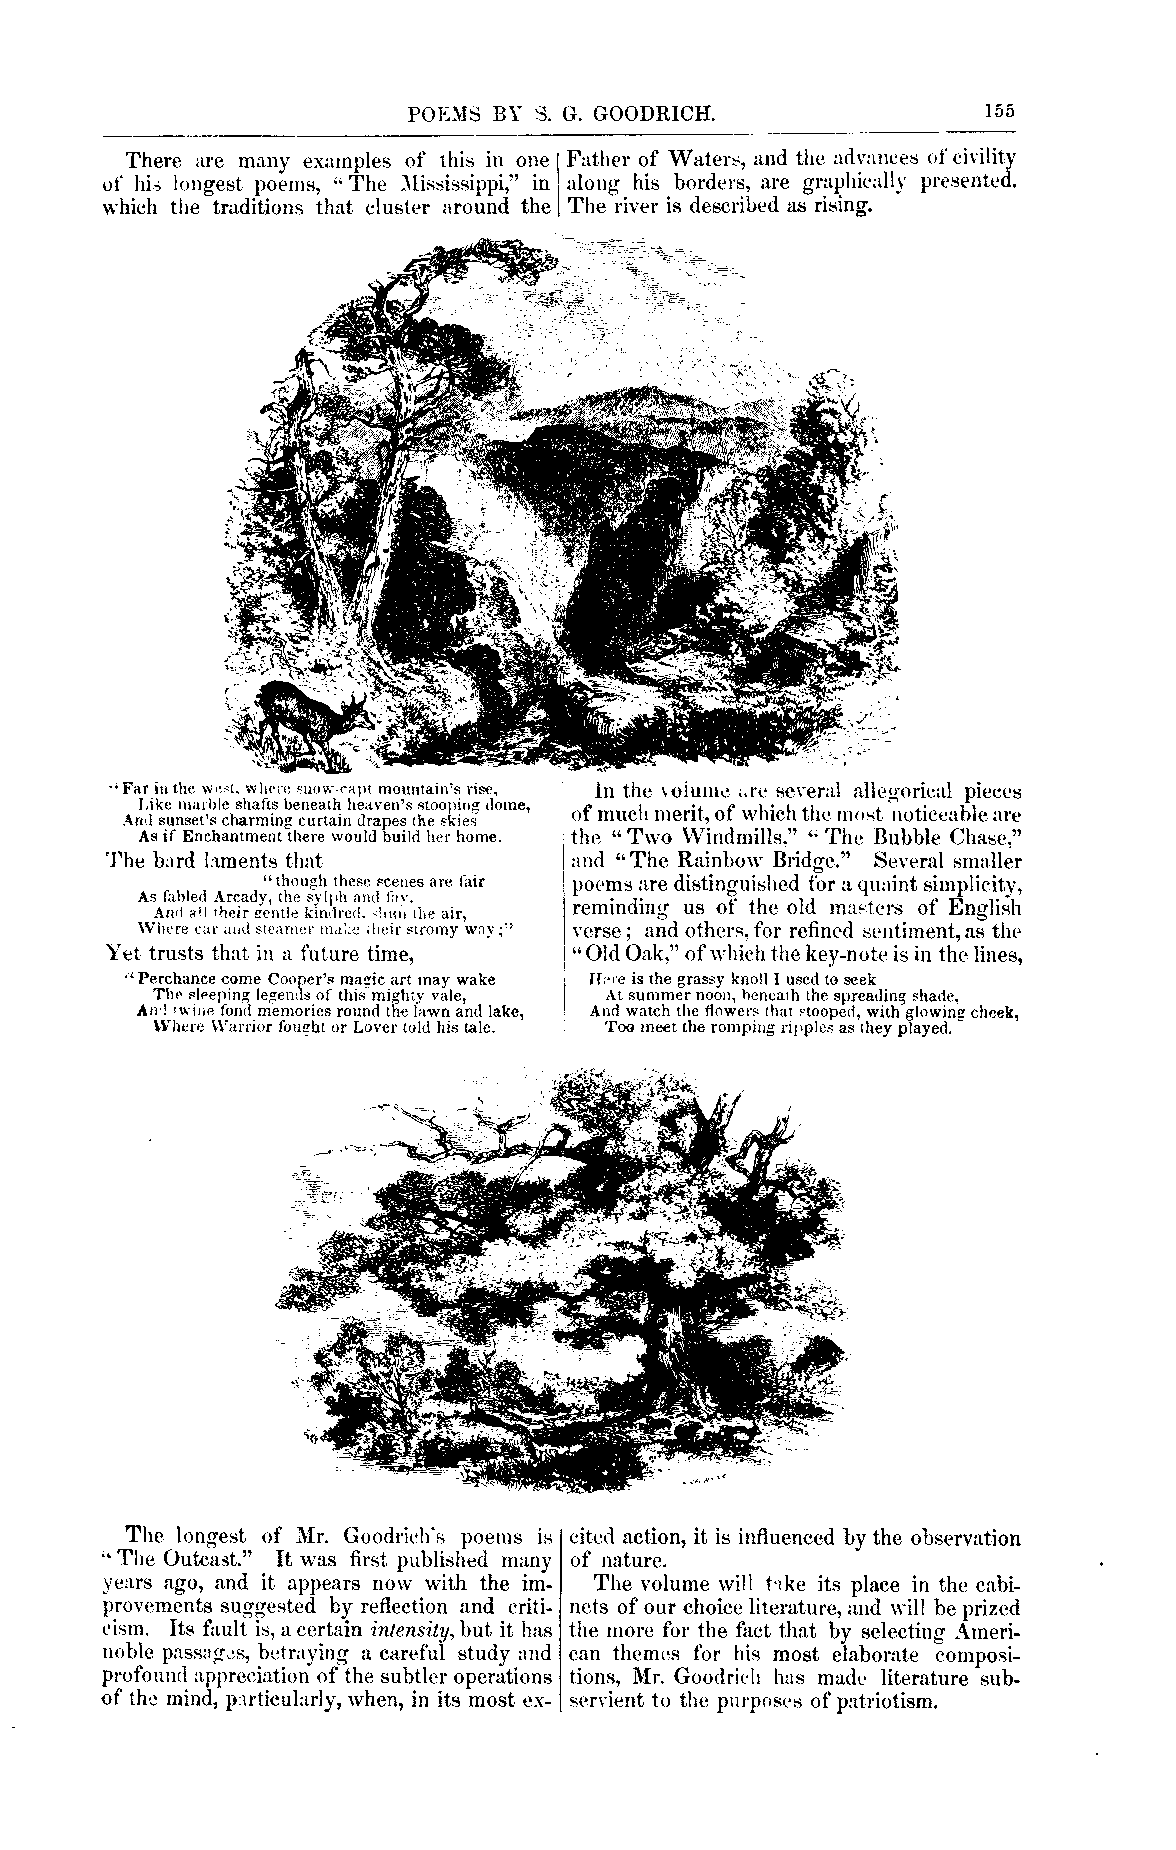 POEMS BY S. G. GOODRICH.
155
There are many examples of this in one
of his longest poems, “The Mississippi,” in
which the traditions that cluster around the
Father of Waters, and the advances of civility
along his borders, are graphically presented.
The river is described as rising.
“Far in the west, where snow-capt mountain's rise,
Like marble shafts beneath heaven's stooping dome,
And sunset's charming curtain drapes the skies
As if Enchantment there would build her home.
The bard laments that
“though these scenes are fair
As fabled Arcady, the sylph and fay,
And all their gentle kindred, shun the air,
Where car and steamer make their stromy way;”
Yet trusts that in a future time,
“Perchance come Cooper's magic art may wake
The sleeping legends of this mighty vale,
And twine fond memories round the lawn and lake,
Where Warrior fought or Lover told his tale.
In the volume are several allegorical pieces
of much merit, of which the most noticeable are
the “Two Windmills,” “The Bubble Chase,”
and “The Rainbow Bridge.” Several smaller
poems are distinguished for a quaint simplicity,
reminding us of the old masters of English
verse; and others, for refined sentiment, as the
“Old Oak,” of which the key-note is in the lines,
Here is the grassy knoll I used to seek
At summer noon, beneath the spreading shade,
And watch the flowers that stooped, with glowing cheek,
Too meet the romping ripples as they played.
The longest of Mr. Goodrich's poems is
“The Outcast.” It was first published many
years ago, and it appears now with the im-
provements suggested by reflection and criti-
cism. Its fault is, a certain intensity, but it has
noble passages, betraying a careful study and
profound appreciation of the subtler operations
of the mind, particularly, when, in its most ex-
cited action, it is influenced by the observation
of nature.
The volume will take its place in the cabi-
nets of our choice literature, and will be prized
the more for the fact that by selecting Ameri-
can themes for his most elaborate composi-
tions, Mr. Goodrich has made literature sub-
servient to the purposes of patriotism.